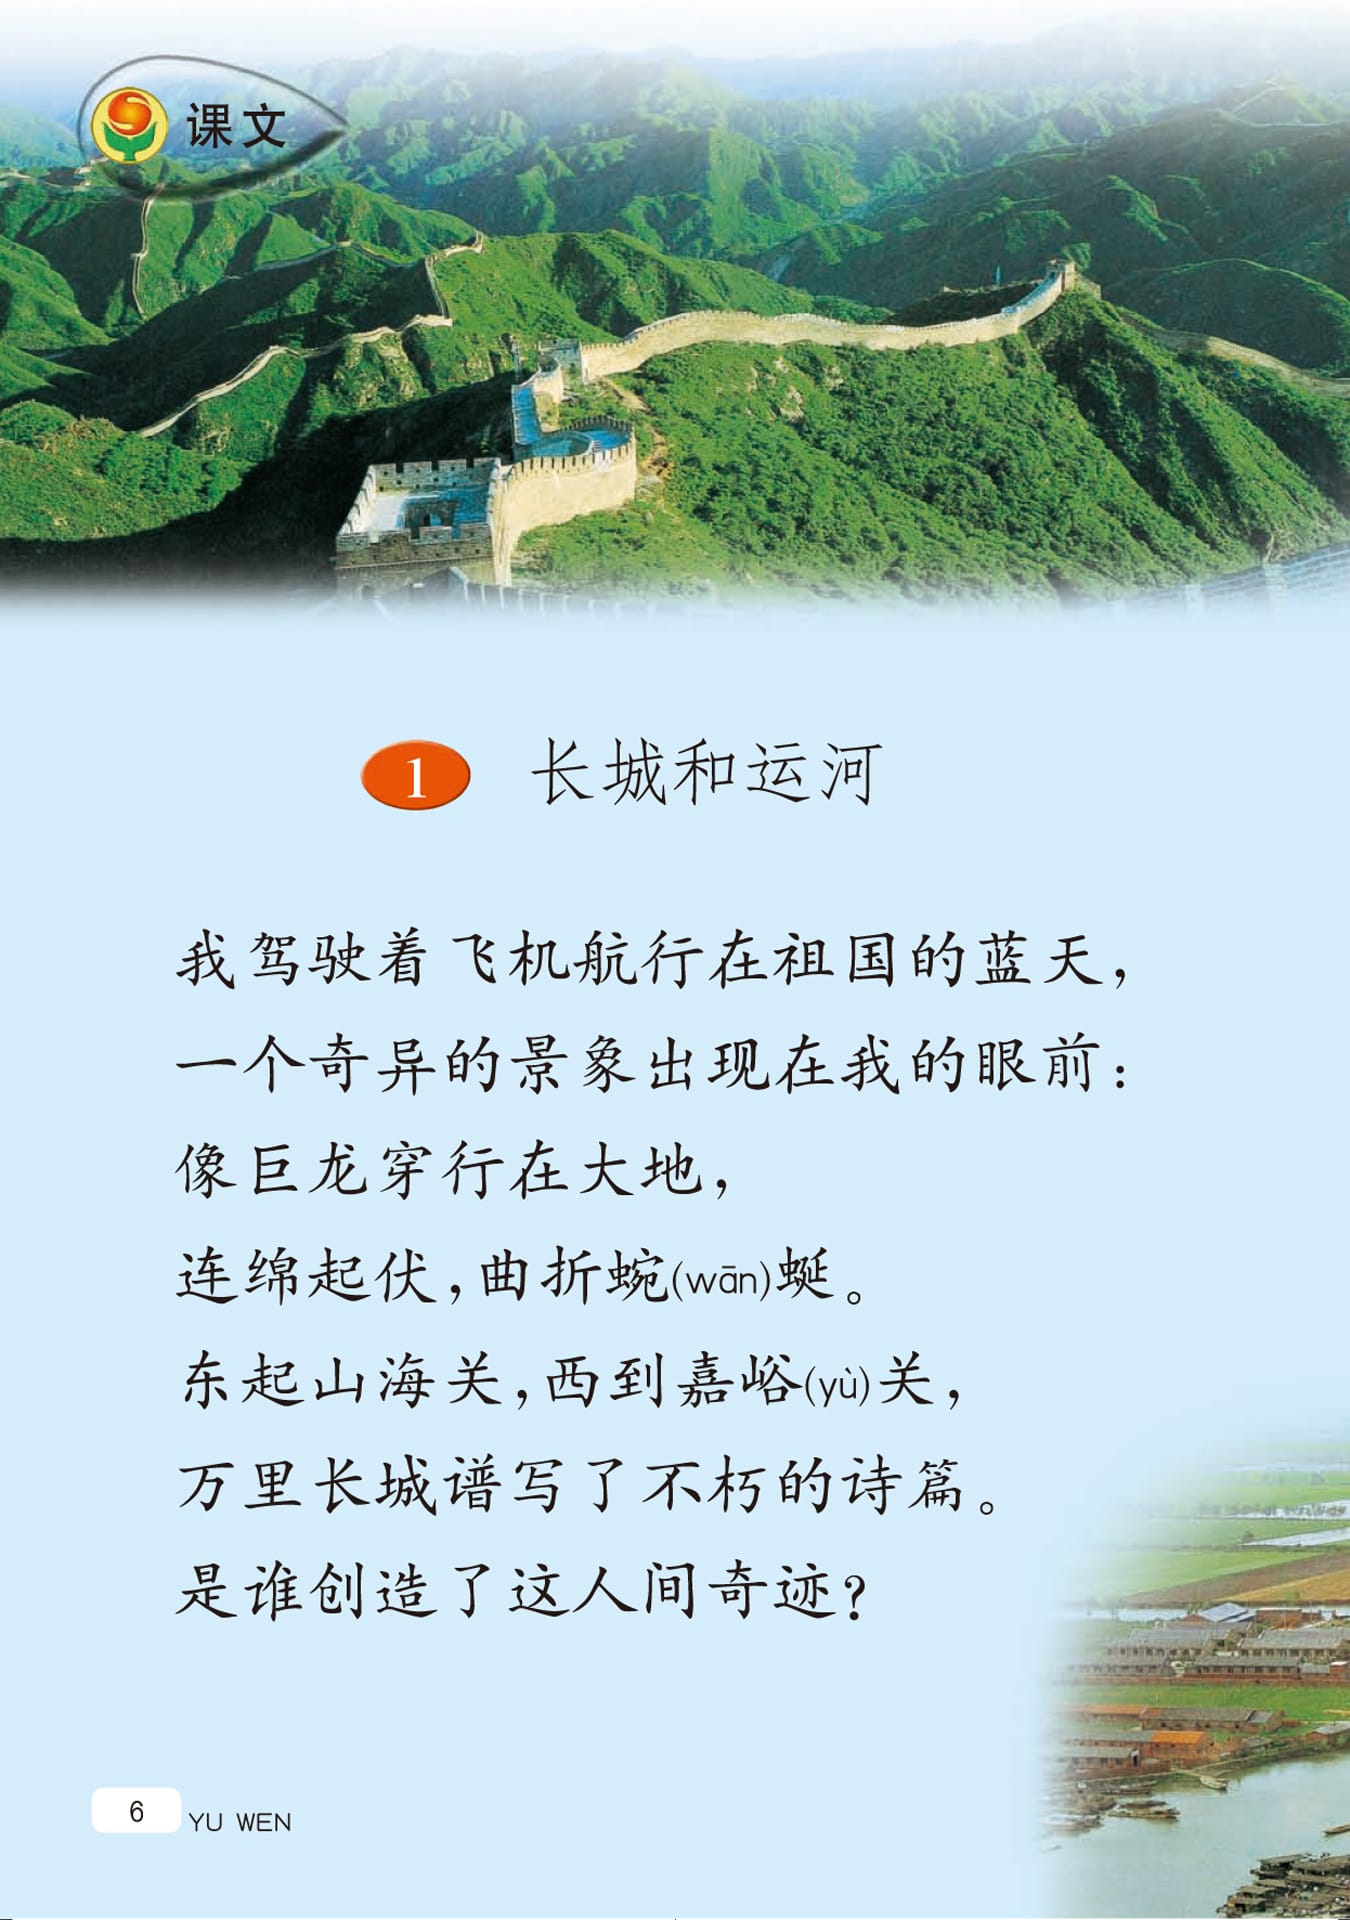 课文
1 长城和运河
我驾驶着飞机航行在祖国的蓝天，
一个奇异的景象出现在我的眼前：
像巨龙穿行在大地，
连绵起伏，曲折蜿(wān)蜒。
东起山海关，西到嘉峪(yù)关，
万里长城谱写了不朽的诗篇。
是谁创造了这人间奇迹？
6 YU WEN